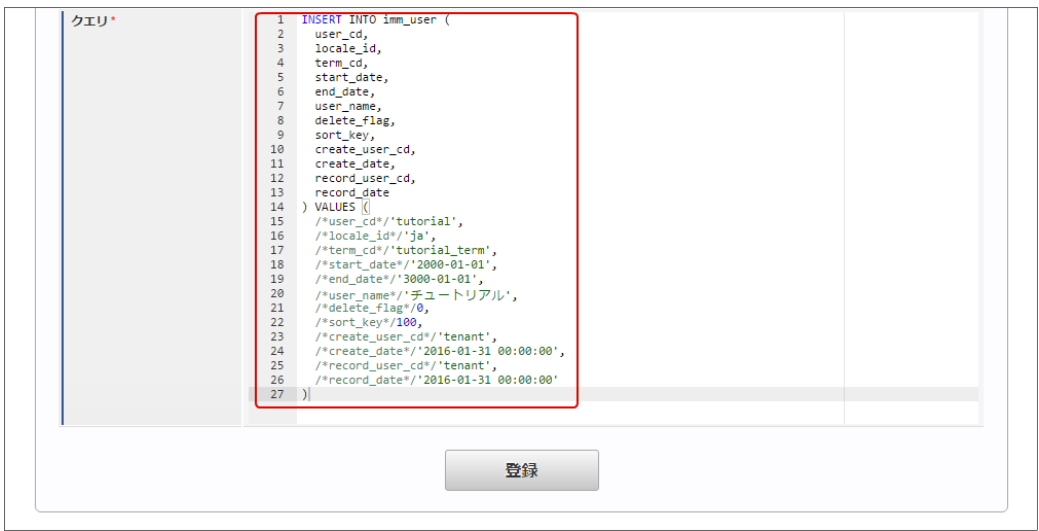 クエリ*
1 INSERT INTO imm_user (
2   user_cd,
3   locale_id,
4   term_cd,
5   start_date,
6   end_date,
7   user_name,
8   delete_flag,
9   sort_key,
10   create_user_cd,
11   create_date,
12   record_user_cd,
13   record_date
14 ) VALUES (
15   /*user_cd*/'tutorial',
16   /*locale_id*/'ja',
17   /*term_cd*/'tutorial_term',
18   /*start_date*/'2000-01-01',
19   /*end_date*/'3000-01-01',
20   /*user_name*/'チュートリアル',
21   /*delete_flag*/0,
22   /*sort_key*/100,
23   /*create_user_cd*/'tenant',
24   /*create_date*/'2016-01-31 00:00:00',
25   /*record_user_cd*/'tenant',
26   /*record_date*/'2016-01-31 00:00:00'
27 )
登録